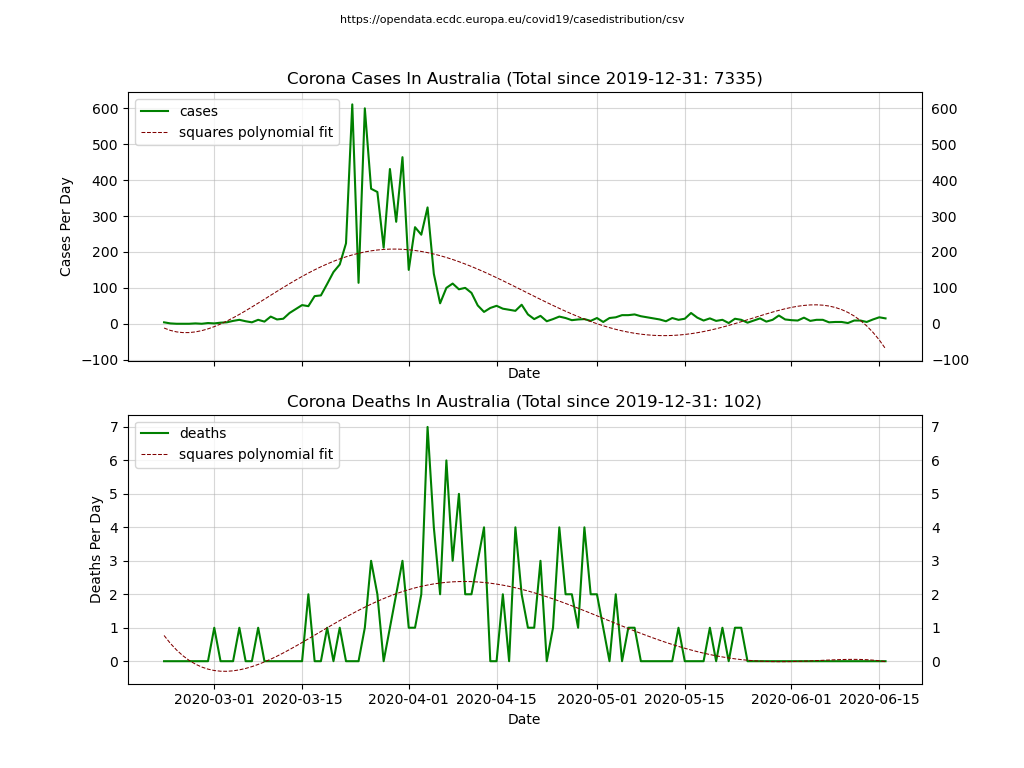 https://opendata.ecdc.europa.eu/covid19/casedistribution/csv
Corona Cases In Australia (Total since 2019-12-31: 7335)
cases
squares polynomial fit
600 600
500 500
400 400
300 300
200 200
100 100
0 0
−100 −100
Cases Per Day
Date
Corona Deaths In Australia (Total since 2019-12-31: 102)
deaths
squares polynomial fit
7 7
6 6
5 5
4 4
3 3
2 2
1 1
0 0
Deaths Per Day
2020-03-01 2020-03-15 2020-04-01 2020-04-15 2020-05-01 2020-05-15 2020-06-01 2020-06-15
Date